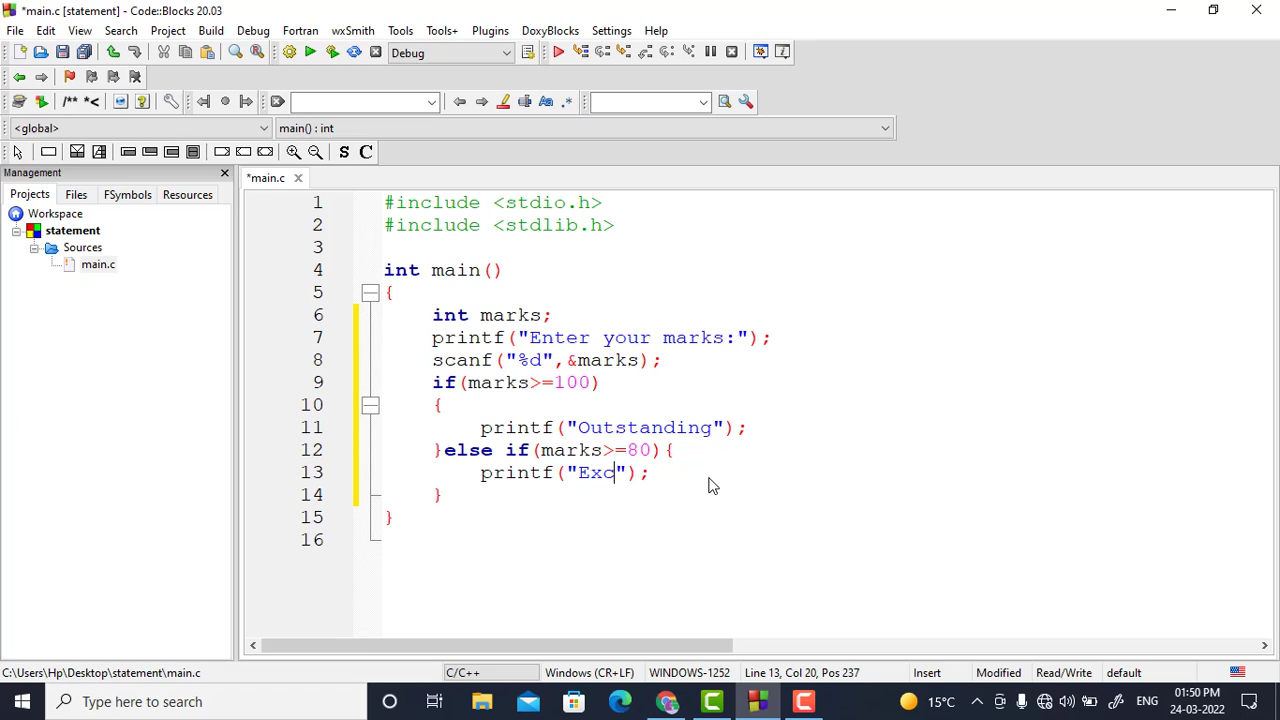 *main.c [statement] - Code::Blocks 20.03
File Edit View Search Project Build Debug Fortran wxSmith Tools Tools+ Plugins DoxyBlocks Settings Help
Debug
/** *<
<global> main() : int
S C
Management
*main.c
Projects Files FSymbols Resources
Workspace
statement
Sources
main.c
1 #include <stdio.h>
2 #include <stdlib.h>
3
4 int main()
5 {
6 int marks;
7 printf("Enter your marks:");
8 scanf("%d",&marks);
9 if(marks>=100)
10 {
11 printf("Outstanding");
12 }else if(marks>=80){
13 printf("Exc");
14 }
15 }
16
C:\Users\Hp\Desktop\statement\main.c C/C++ Windows (CR+LF) WINDOWS-1252 Line 13, Col 20, Pos 237 Insert Modified Read/Write default
Type here to search
15°C ENG
01:50 PM
24-03-2022